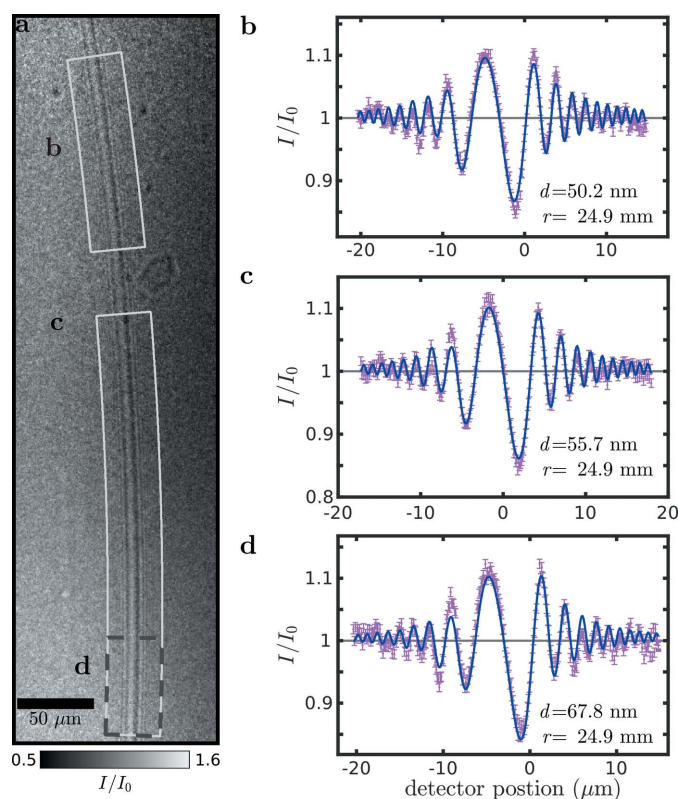 a
b
c
d
50 μm
0.5
1.6
I/I0
b
1.1
1
0.9
I/I0
d=50.2 nm
r= 24.9 mm
-20
-10
0
10
c
1.1
1
0.9
0.8
I/I0
d=55.7 nm
r= 24.9 mm
-20
-10
0
10
20
d
1.1
1
0.9
I/I0
d=67.8 nm
r= 24.9 mm
-20
-10
0
10
detector postion (μm)